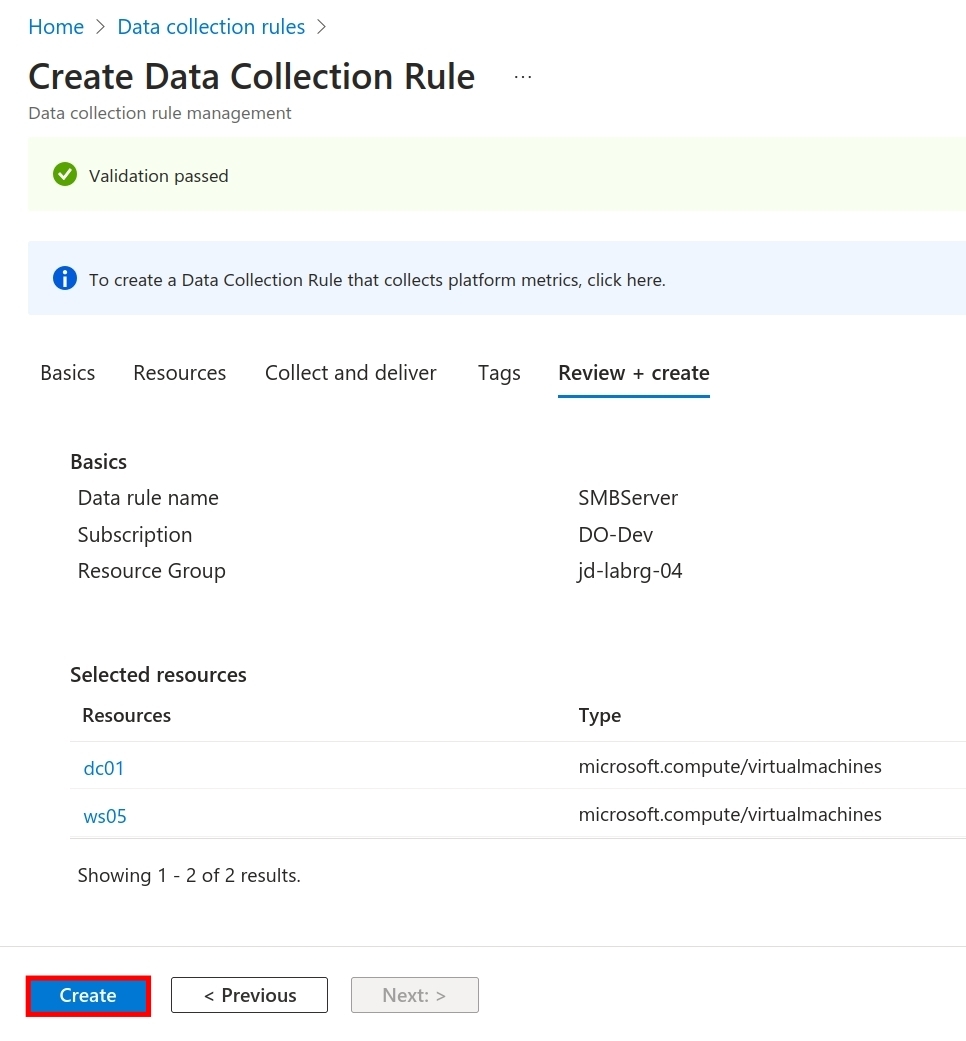 Home > Data collection rules >
Create Data Collection Rule ...
Data collection rule management
Validation passed
To create a Data Collection Rule that collects platform metrics, click here.
Basics Resources Collect and deliver Tags Review + create
Basics
Data rule name SMBServer
Subscription DO-Dev
Resource Group jd-labrg-04
Selected resources
Resources Type
dc01 microsoft.compute/virtualmachines
ws05 microsoft.compute/virtualmachines
Showing 1 - 2 of 2 results.
Create < Previous Next: >